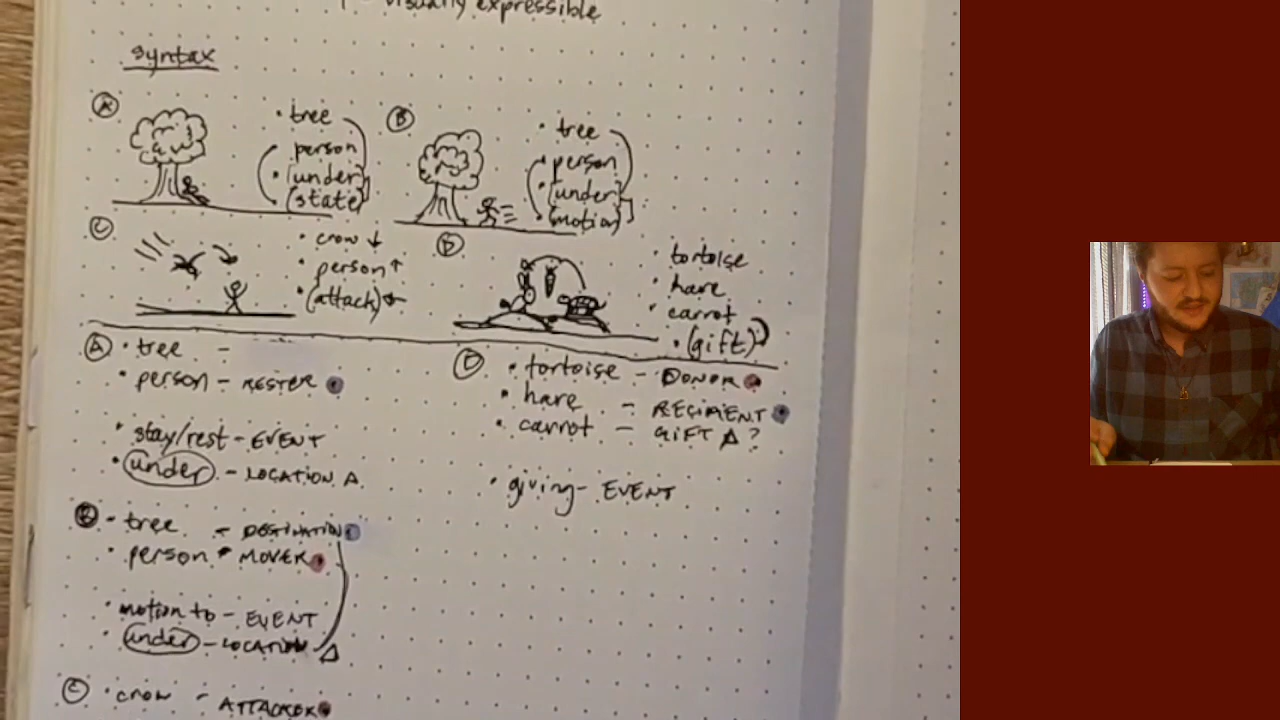 visually expressible
syntax
A
• tree
person
• (under)
(state)
B
• tree
• person
• (under)
(motion)
C
• crow ↓
• person ↑
• (attack)
D
• tortoise
• hare
• carrot
• (gift)
A • tree –
• person – RESTER
• stay/rest – EVENT
• under – LOCATION Δ
B - tree – DESTINATION
• person • MOVER
• motion to – EVENT
• under – LOCATION Δ
C • crow – ATTACKER
D • tortoise – DONOR
• hare – RECIPIENT
• carrot – GIFT Δ ?
• giving – EVENT